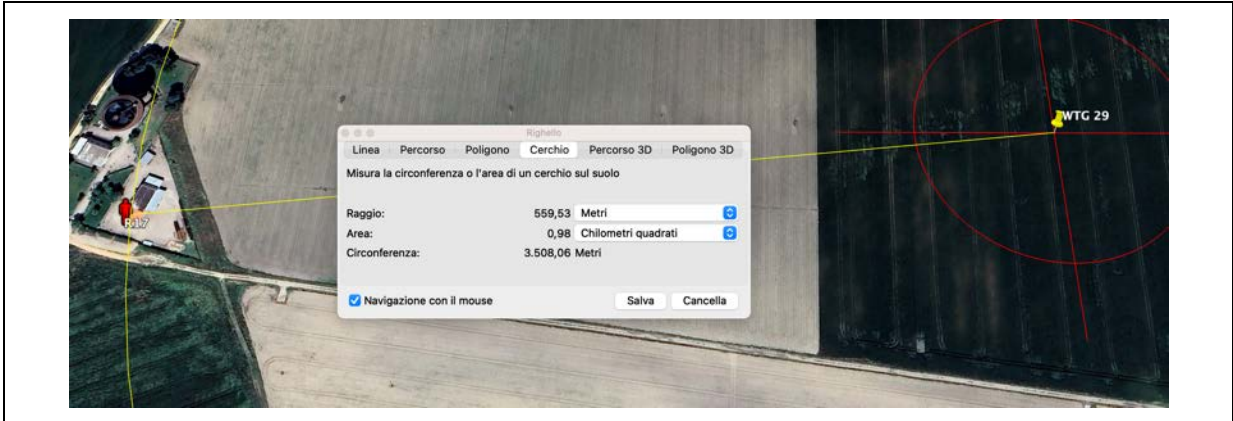 WTG 29
Righello
Linea Percorso Poligono Cerchio Percorso 3D Poligono 3D
Misura la circonferenza o l'area di un cerchio sul suolo
R17
Raggio: 559,53 Metri
Area: 0,98 Chilometri quadrati
Circonferenza: 3.508,06 Metri
Navigazione con il mouse Salva Cancella